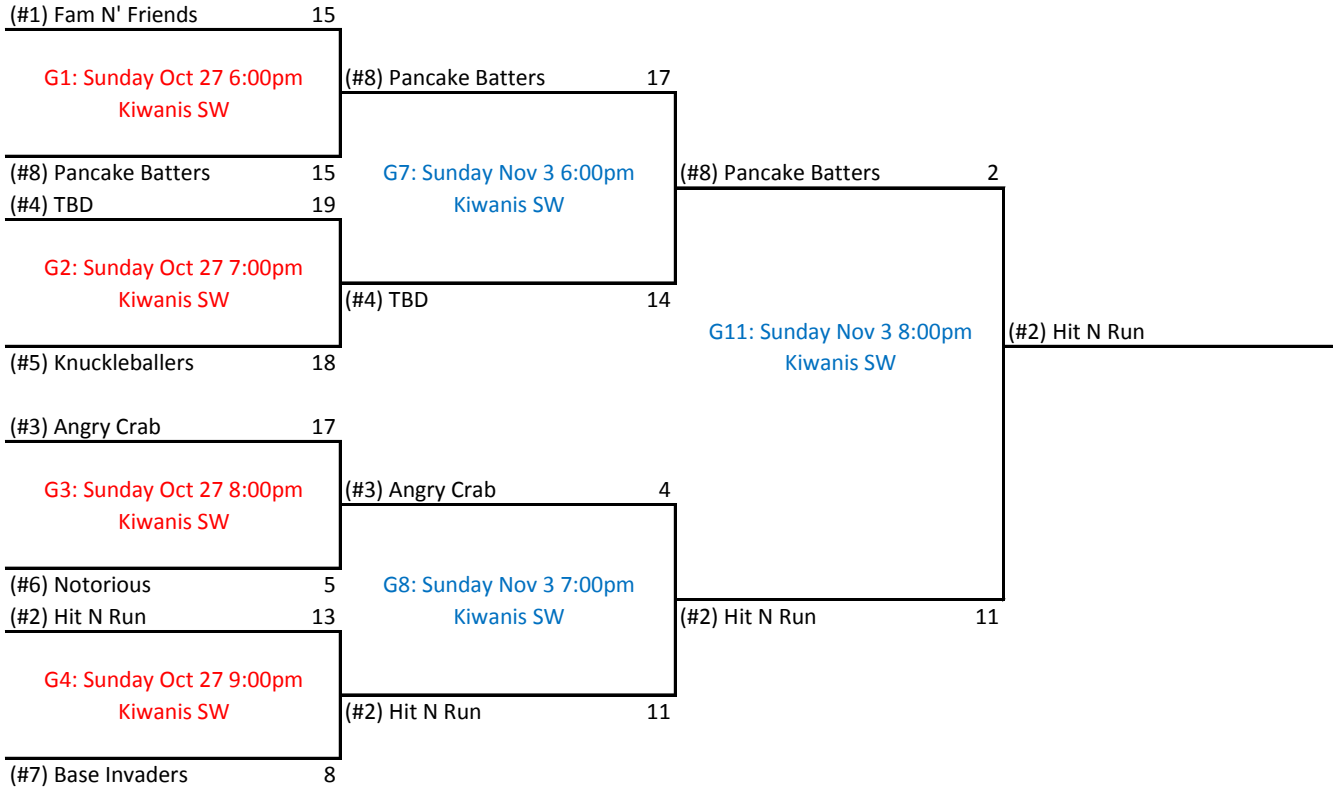 (#1) Fam N' Friends 15
G1: Sunday Oct 27 6:00pm
Kiwanis SW
(#8) Pancake Batters 15
(#4) TBD 19
G2: Sunday Oct 27 7:00pm
Kiwanis SW
(#5) Knuckleballers 18
(#3) Angry Crab 17
G3: Sunday Oct 27 8:00pm
Kiwanis SW
(#6) Notorious 5
(#2) Hit N Run 13
G4: Sunday Oct 27 9:00pm
Kiwanis SW
(#7) Base Invaders 8
(#8) Pancake Batters 17
G7: Sunday Nov 3 6:00pm
Kiwanis SW
(#4) TBD 14
(#3) Angry Crab 4
G8: Sunday Nov 3 7:00pm
Kiwanis SW
(#2) Hit N Run 11
(#8) Pancake Batters 2
G11: Sunday Nov 3 8:00pm
Kiwanis SW
(#2) Hit N Run 11
(#2) Hit N Run